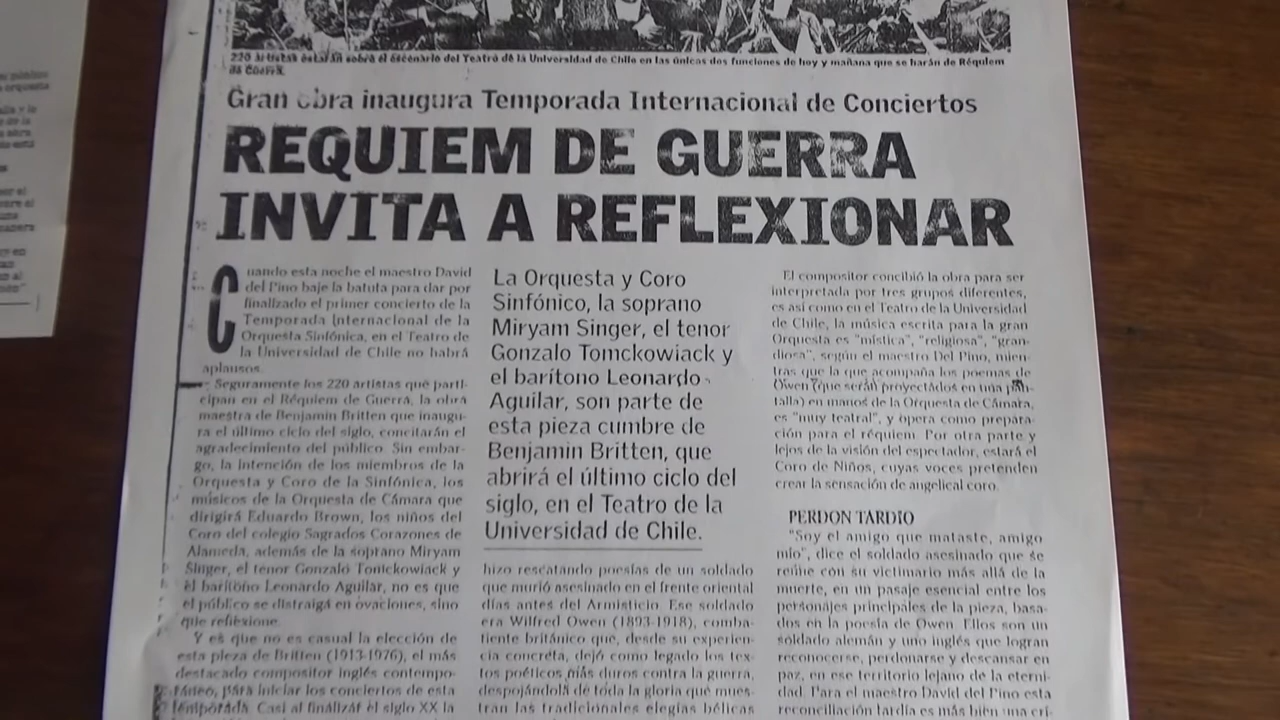 220 artistas estarán sobre el escenario del Teatro de la Universidad de Chile en las únicas dos funciones de hoy y mañana que se harán de Réquiem
de Guerra.
Gran obra inaugura Temporada Internacional de Conciertos
REQUIEM DE GUERRA
INVITA A REFLEXIONAR
Cuando esta noche el maestro David
del Pino baje la batuta para dar por
finalizado el primer concierto de la
Temporada Internacional de la
Orquesta Sinfónica, en el Teatro de
la Universidad de Chile no habrá
aplausos.
Seguramente los 220 artistas que parti-
cipan en el Réquiem de Guerra, la obra
maestra de Benjamin Britten que inaugu-
ra el último ciclo del siglo, concitarán el
agradecimiento del público. Sin embar-
go, la intención de los miembros de la
Orquesta y Coro de la Sinfónica, los
músicos de la Orquesta de Cámara que
dirigirá Eduardo Brown, los niños del
Coro del colegio Sagrados Corazones de
Alameda, además de la soprano Miryam
Singer, el tenor Gonzalo Tomckowiack y
el barítono Leonardo Aguilar, no es que
el público se distraiga en ovaciones, sino
que reflexione.
Y es que no es casual la elección de
esta pieza de Britten (1913-1976), el más
destacado compositor inglés contempo-
ráneo, para iniciar los conciertos de esta
temporada. Casi al finalizar el siglo XX la
La Orquesta y Coro
Sinfónico, la soprano
Miryam Singer, el tenor
Gonzalo Tomckowiack y
el barítono Leonardo
Aguilar, son parte de
esta pieza cumbre de
Benjamin Britten, que
abrirá el último ciclo del
siglo, en el Teatro de la
Universidad de Chile.
hizo rescatando poesías de un soldado
que murió asesinado en el frente oriental
días antes del Armisticio. Ese soldado
era Wilfred Owen (1893-1918), comba-
tiente británico que, desde su experien-
cia concreta, dejó como legado los tex-
tos poéticos más duros contra la guerra,
despojándola de toda la gloria que mues-
tran las tradicionales elegías bélicas
El compositor concibió la obra para ser
interpretada por tres grupos diferentes,
es así como en el Teatro de la Universidad
de Chile, la música escrita para la gran
Orquesta es "mística", "religiosa", "gran-
diosa", según el maestro Del Pino, mien-
tras que la que acompaña los poemas de
Owen (que serán proyectados en una pan-
talla) en manos de la Orquesta de Cámara,
es "muy teatral", y opera como prepara-
ción para el réquiem. Por otra parte y
lejos de la visión del espectador, estará el
Coro de Niños, cuyas voces pretenden
crear la sensación de angelical coro.
PERDON TARDIO
"Soy el amigo que mataste, amigo
mío", dice el soldado asesinado que se
reúne con su victimario más allá de la
muerte, en un pasaje esencial entre los
personajes principales de la pieza, basa-
dos en la poesía de Owen. Ellos son un
soldado alemán y uno inglés que logran
reconocerse, perdonarse y descansar en
paz, en ese territorio lejano de la eterni-
dad. Para el maestro David del Pino esta
reconciliación tardía es más bien una cri-